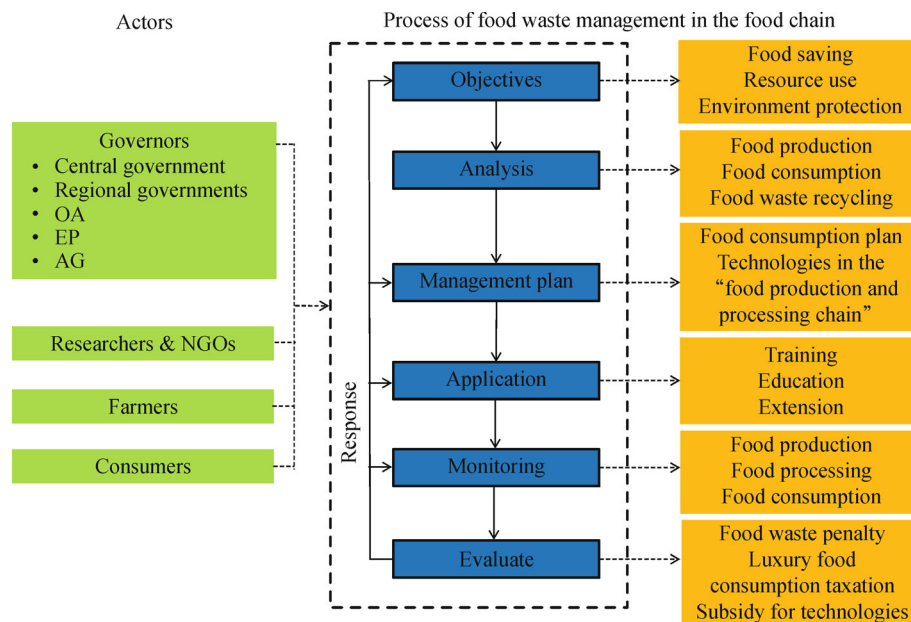 Actors
Process of food waste management in the food chain
Governors
• Central government
• Regional governments
• OA
• EP
• AG
Researchers & NGOs
Farmers
Consumers
Response
Objectives
Analysis
Management plan
Application
Monitoring
Evaluate
Food saving
Resource use
Environment protection
Food production
Food consumption
Food waste recycling
Food consumption plan
Technologies in the
“food production and
processing chain”
Training
Education
Extension
Food production
Food processing
Food consumption
Food waste penalty
Luxury food
consumption taxation
Subsidy for technologies